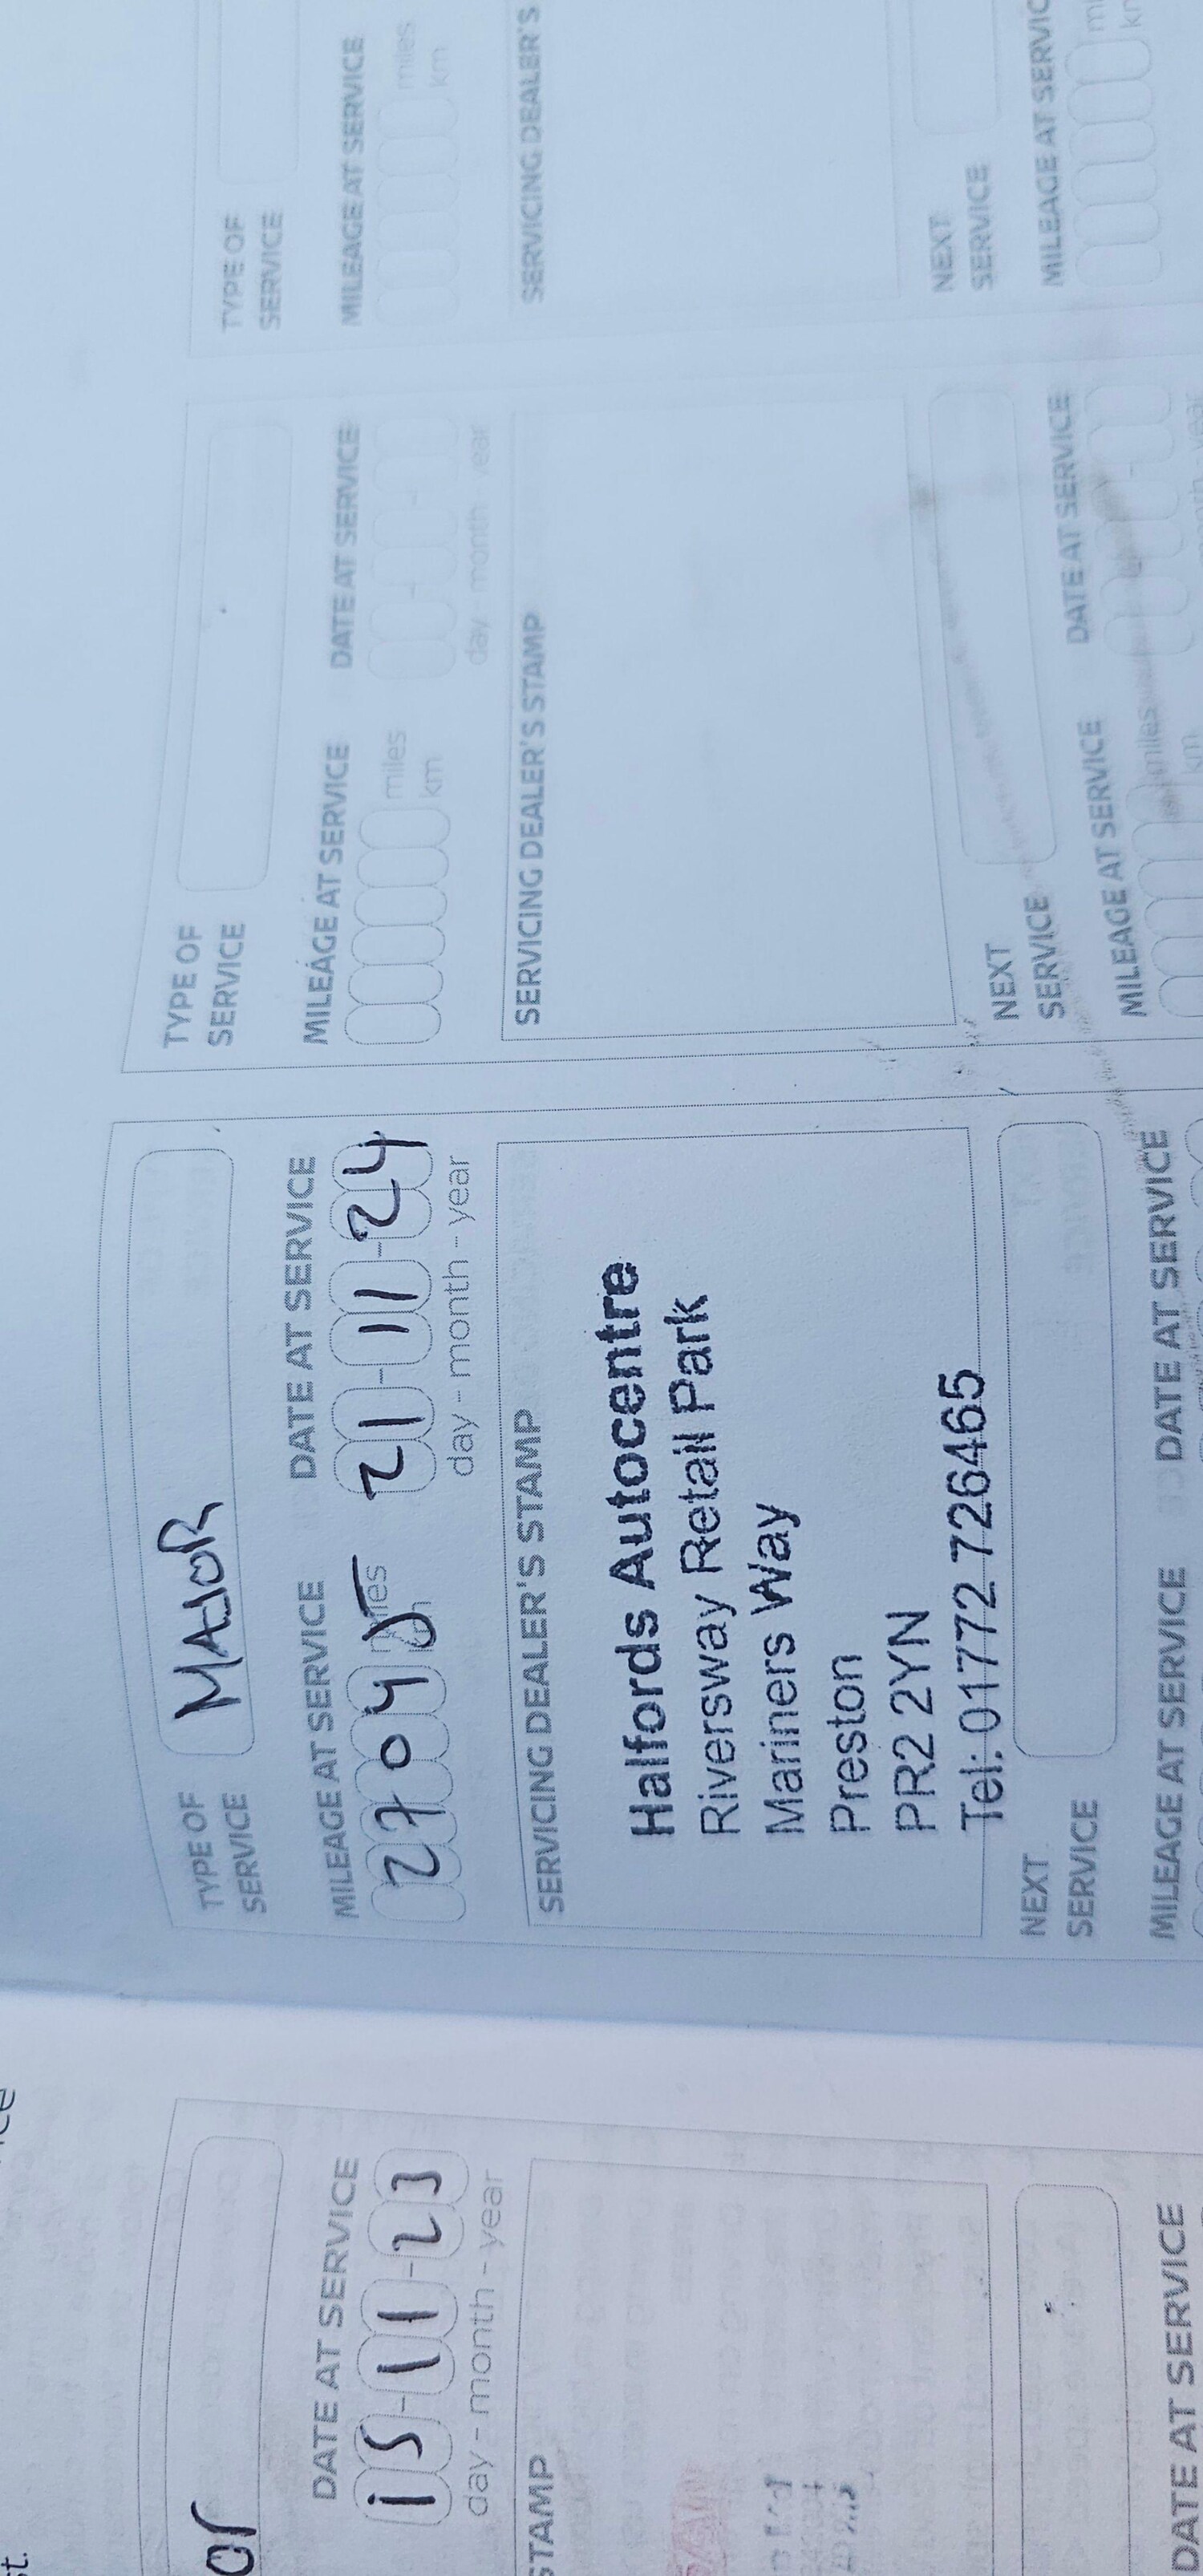 or
DATE AT SERVICE
15-11-23
day - month - year
STAMP
DATE AT SERVICE
TYPE OF
SERVICE
MAJOR
MILEAGE AT SERVICE
DATE AT SERVICE
27045
miles
21-11-24
day - month - year
SERVICING DEALER'S STAMP
Halfords Autocentre
Riversway Retail Park
Mariners Way
Preston
PR2 2YN
Tel: 01772 726465
NEXT
SERVICE
MILEAGE AT SERVICE
DATE AT SERVICE
TYPE OF
SERVICE
MILEAGE AT SERVICE
DATE AT SERVICE
miles
km
day - month - year
SERVICING DEALER'S STAMP
NEXT
SERVICE
MILEAGE AT SERVICE
DATE AT SERVICE
miles
km
TYPE OF
SERVICE
MILEAGE AT SERVICE
miles
km
SERVICING DEALER'S
NEXT
SERVICE
MILEAGE AT SERVIC